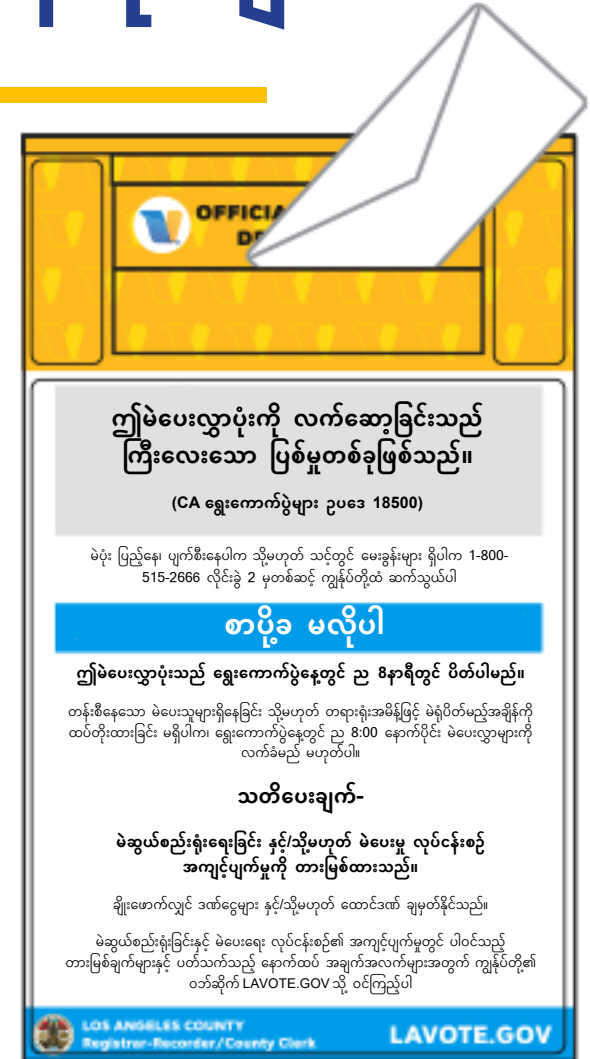 OFFICIA
ဤမဲပေးလွှာပုံးကို လက်ဆော့ခြင်းသည်
ကြီးလေးသော ပြစ်မှုတစ်ခုဖြစ်သည်။
(CA ရွေးကောက်ပွဲများ ဥပဒေ 18500)
မဲပုံး ပြည့်နေ၊ ပျက်စီးနေပါက သို့မဟုတ် သင့်တွင် မေးခွန်းများ ရှိပါက 1-800-
515-2666 လိုင်းခွဲ 2 မှတစ်ဆင့် ကျွန်ုပ်တို့ထံ ဆက်သွယ်ပါ
စာပို့ခ မလိုပါ
ဤမဲပေးလွှာပုံးသည် ရွေးကောက်ပွဲနေ့တွင် ည 8နာရီတွင် ပိတ်ပါမည်။
တန်းစီနေသော မဲပေးသူများရှိနေခြင်း သို့မဟုတ် တရားရုံးအမိန့်ဖြင့် မဲရုံပိတ်မည့်အချိန်ကို
ထပ်တိုးထားခြင်း မရှိပါက၊ ရွေးကောက်ပွဲနေ့တွင် ည 8:00 နောက်ပိုင်း မဲပေးလွှာများကို
လက်ခံမည် မဟုတ်ပါ။
သတိပေးချက်-
မဲဆွယ်စည်းရုံးရေးခြင်း နှင့်/သို့မဟုတ် မဲပေးမှု လုပ်ငန်းစဉ်
အကျင့်ပျက်မှုကို တားမြစ်ထားသည်။
ချိုးဖောက်လျှင် ဒဏ်ငွေများ နှင့်/သို့မဟုတ် ထောင်ဒဏ် ချမှတ်နိုင်သည်။
မဲဆွယ်စည်းရုံးခြင်းနှင့် မဲပေးရေး လုပ်ငန်းစဉ်၏ အကျင့်ပျက်မှုတွင် ပါဝင်သည့်
တားမြစ်ချက်များနှင့် ပတ်သက်သည့် နောက်ထပ် အချက်အလက်များအတွက် ကျွန်ုပ်တို့၏
ဝဘ်ဆိုက် LAVOTE.GOV သို့ ဝင်ကြည့်ပါ
LOS ANGELES COUNTY
Registrar-Recorder/County Clerk
LAVOTE.GOV